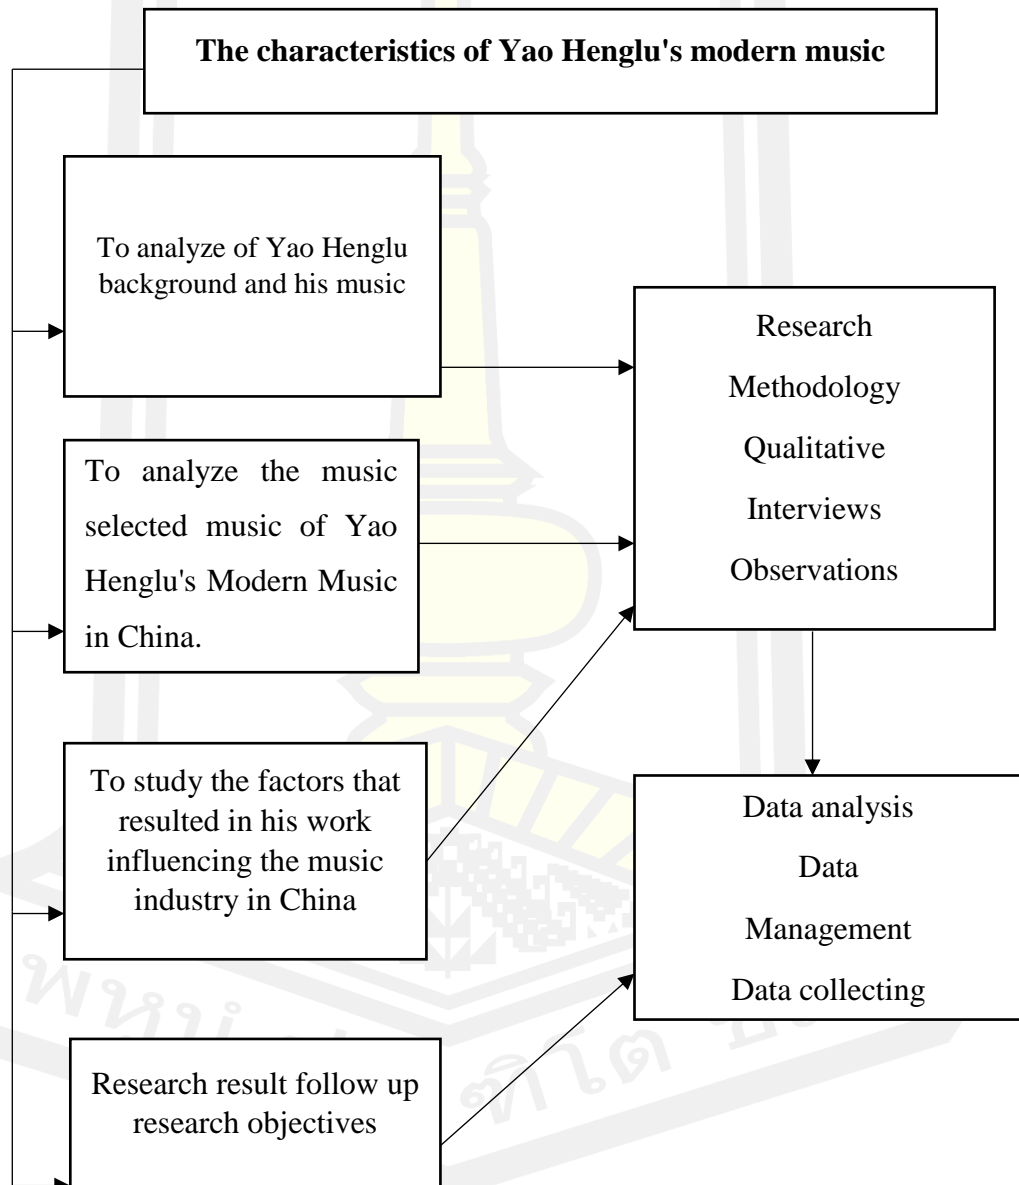 The characteristics of Yao Henglu's modern music
To analyze of Yao Henglu
background and his music
To analyze the music
selected music of Yao
Henglu's Modern Music
in China.
To study the factors that
resulted in his work
influencing the music
industry in China
Research result follow up
research objectives
Research
Methodology
Qualitative
Interviews
Observations
Data analysis
Data
Management
Data collecting